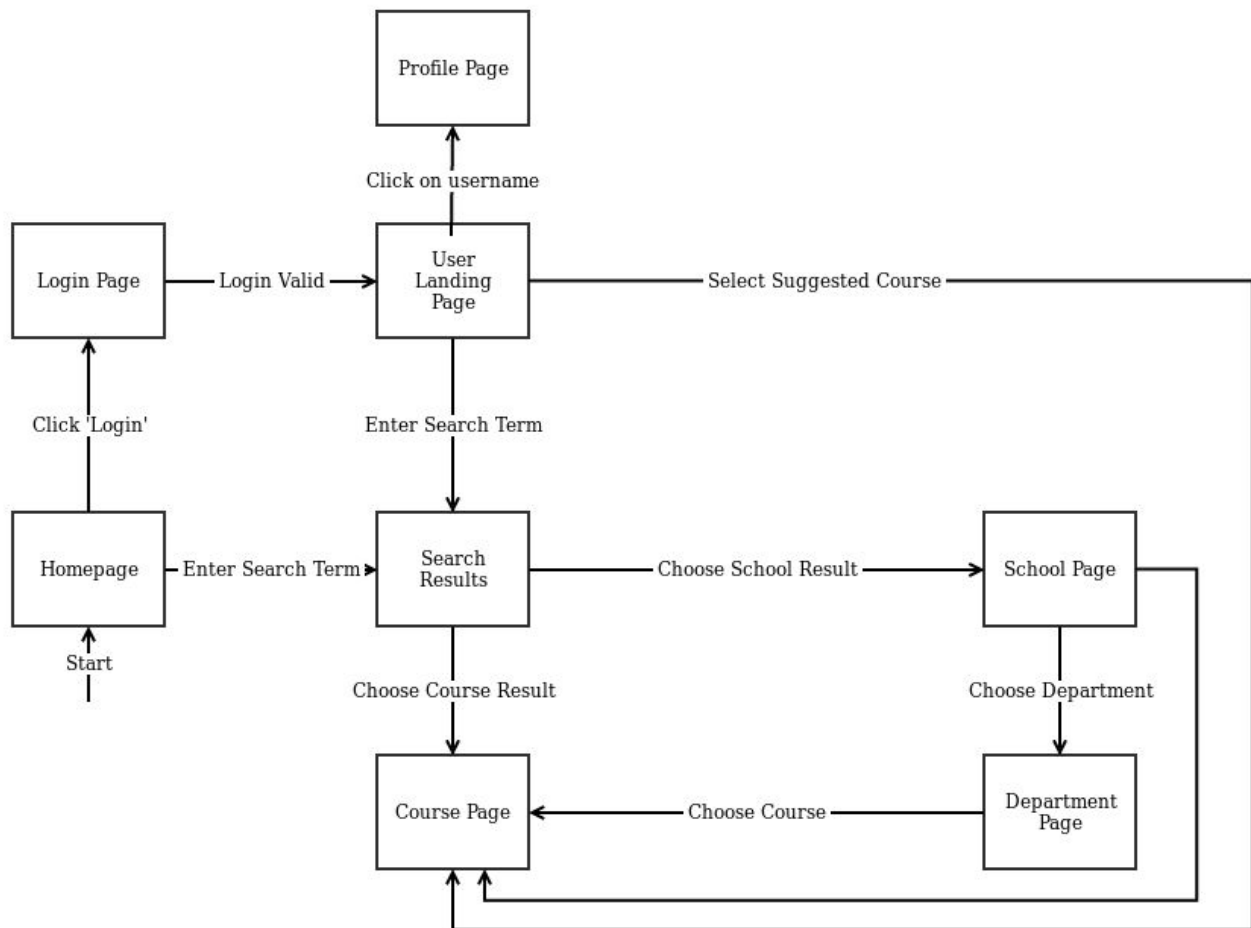 Profile Page
Click on username
Login Page
Login Valid
User
Landing
Page
Select Suggested Course
Click 'Login'
Enter Search Term
Homepage
Enter Search Term
Search
Results
Choose School Result
School Page
Start
Choose Course Result
Choose Department
Course Page
Choose Course
Department
Page